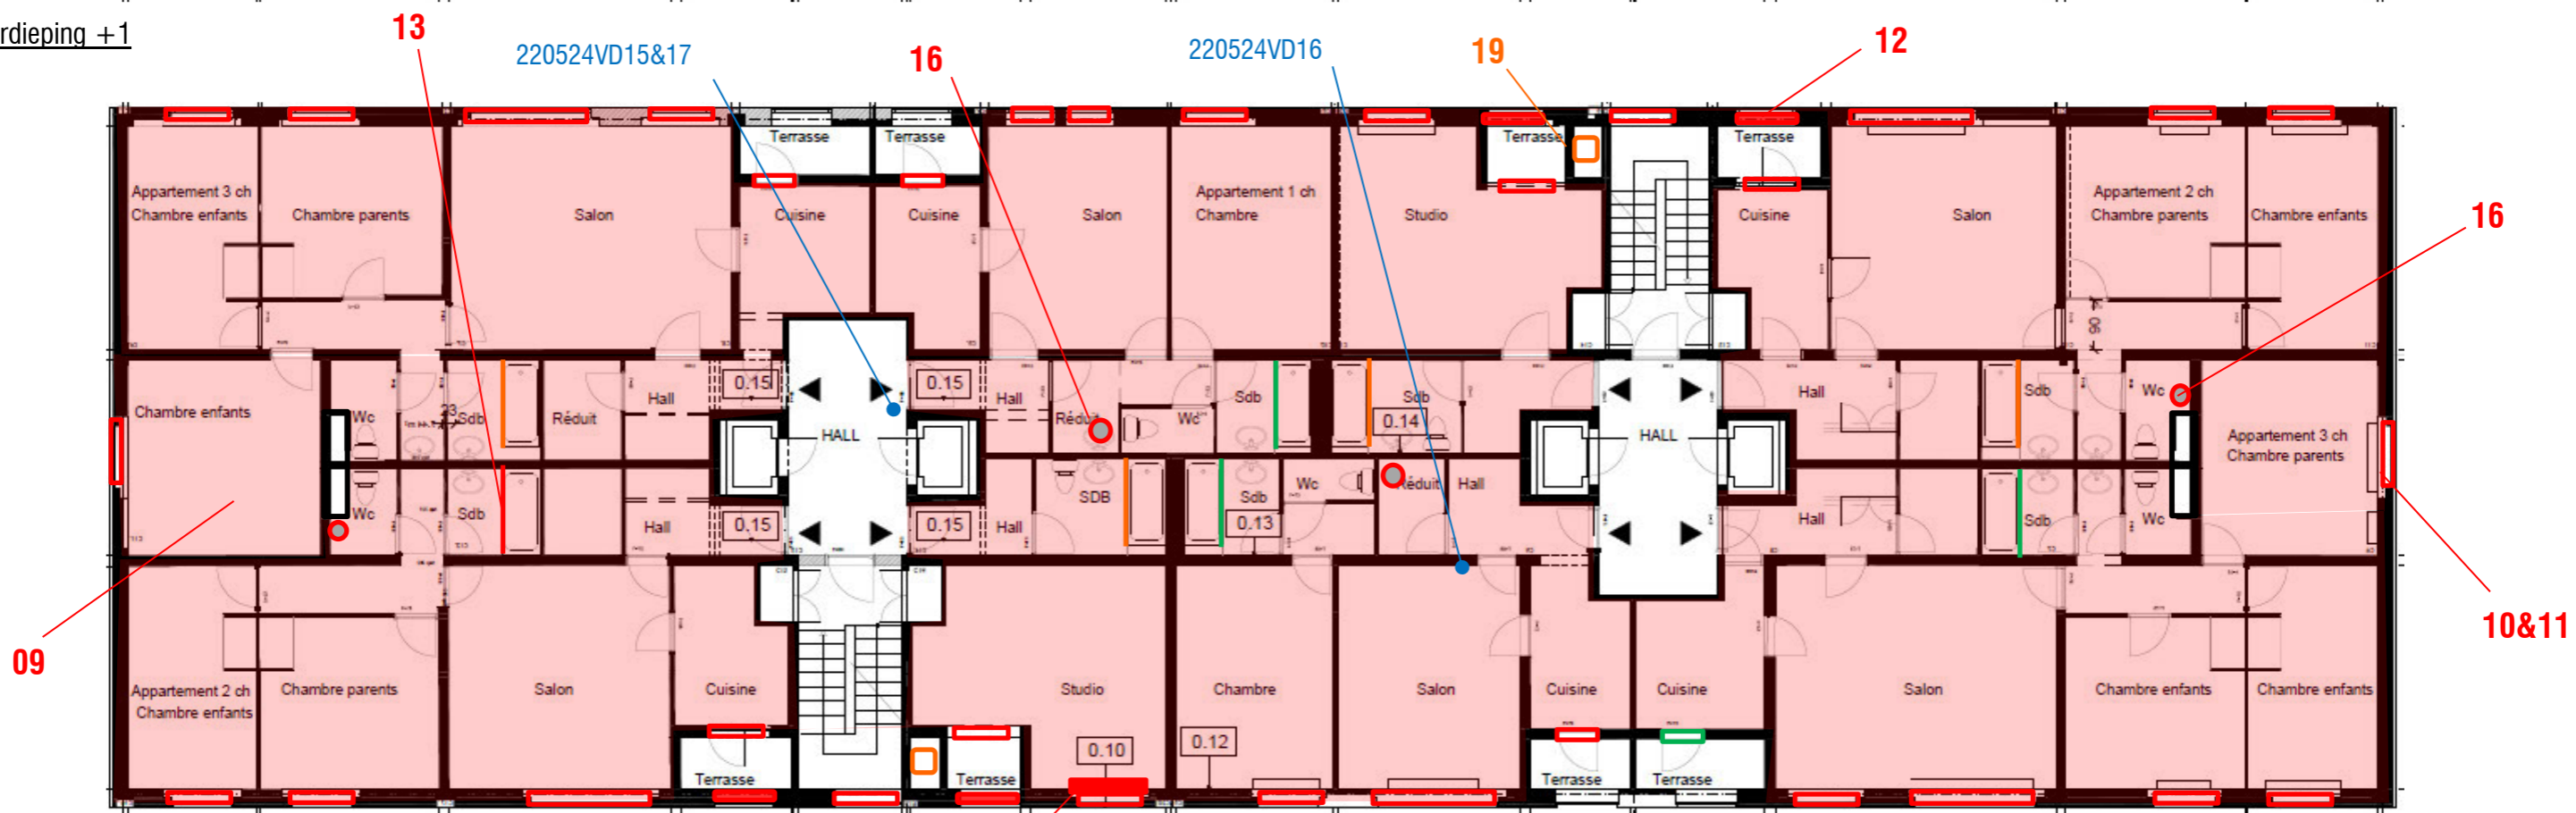 rdieping +1
13
220524VD15&17
16
220524VD16
19
12
Terrasse
Terrasse
Terrasse
Terrasse
Appartement 3 ch
Chambre enfants
Chambre parents
Salon
Cuisine
Cuisine
Salon
Appartement 1 ch
Chambre
Studio
Cuisine
Salon
Appartement 2 ch
Chambre parents
Chambre enfants
16
90
Chambre enfants
Wc
23
Sdb
Réduit
Hall
0.15
HALL
0.15
Hall
Réduit
Wc
Sdb
Sdb
0.14
HALL
Hall
Sdb
Wc
Appartement 3 ch
Chambre parents
Wc
Sdb
Hall
0.15
0.15
Hall
SDB
Sdb
0.13
Wc
Réduit
Hall
Hall
Sdb
Wc
09
10&11
Appartement 2 ch
Chambre enfants
Chambre parents
Salon
Cuisine
Studio
Chambre
Salon
Cuisine
Cuisine
Salon
Chambre enfants
Chambre enfants
0.10
0.12
Terrasse
Terrasse
Terrasse
Terrasse